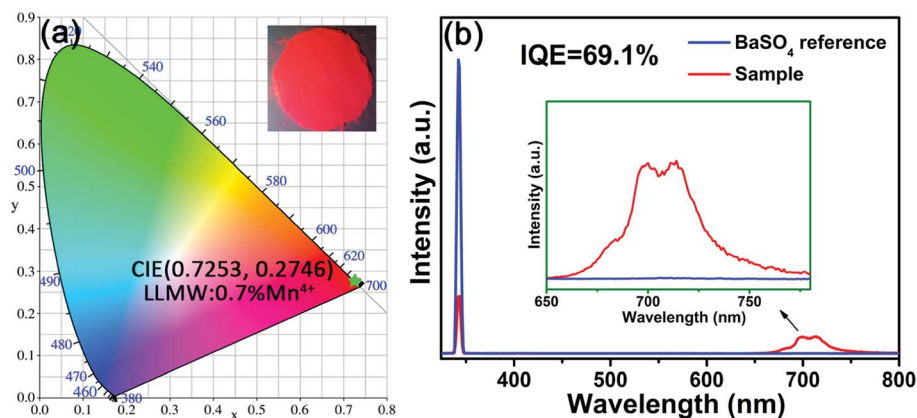 (a)
0.9
0.8
0.7
0.6
0.5
y
0.4
0.3
0.2
0.1
0.0
0.0 0.1 0.2 0.3 0.4 0.5 0.6 0.7 0.8
x
540
560
580
600
620
700
500
490
480
470
460
380
CIE(0.7253, 0.2746)
LLMW:0.7%Mn⁴⁺
(b)
IQE=69.1%
BaSO₄ reference
Sample
Intensity (a.u.)
Intensity (a.u.)
650 700 750
Wavelength (nm)
400 500 600 700 800
Wavelength (nm)